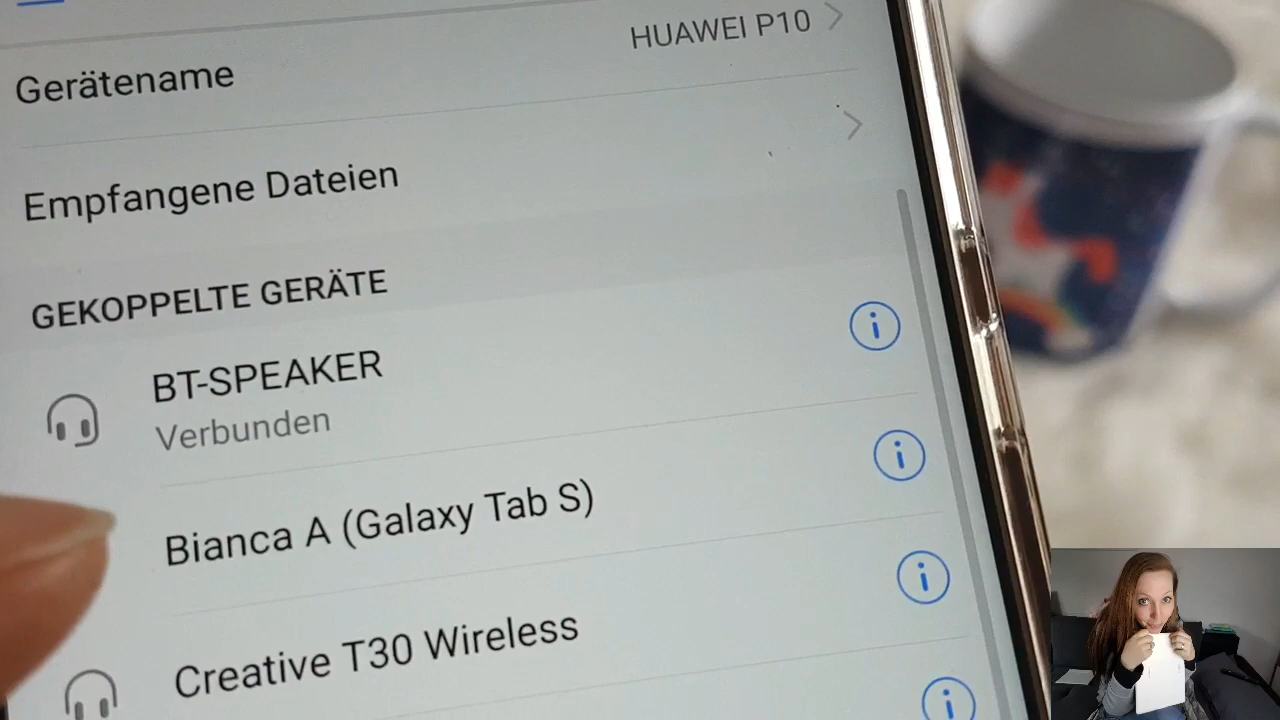 HUAWEI P10
Gerätename
Empfangene Dateien
GEKOPPELTE GERÄTE
BT-SPEAKER
Verbunden
Bianca A (Galaxy Tab S)
Creative T30 Wireless